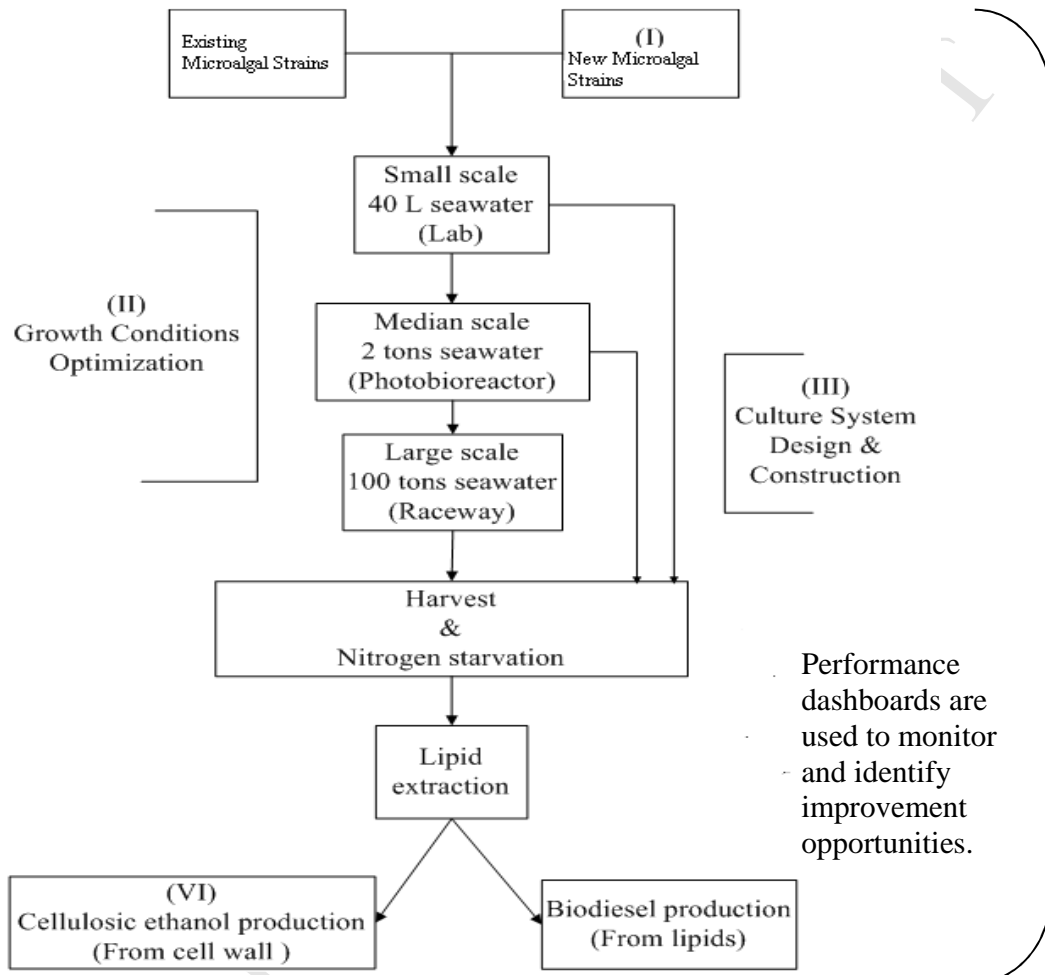 Existing
Microalgal Strains
(I)
New Microalgal
Strains
Small scale
40 L seawater
(Lab)
(II)
Growth Conditions
Optimization
Median scale
2 tons seawater
(Photobioreactor)
(III)
Culture System
Design &
Construction
Large scale
100 tons seawater
(Raceway)
Harvest
&
Nitrogen starvation
Performance
dashboards are
used to monitor
and identify
improvement
opportunities.
Lipid
extraction
(VI)
Cellulosic ethanol production
(From cell wall )
Biodiesel production
(From lipids)